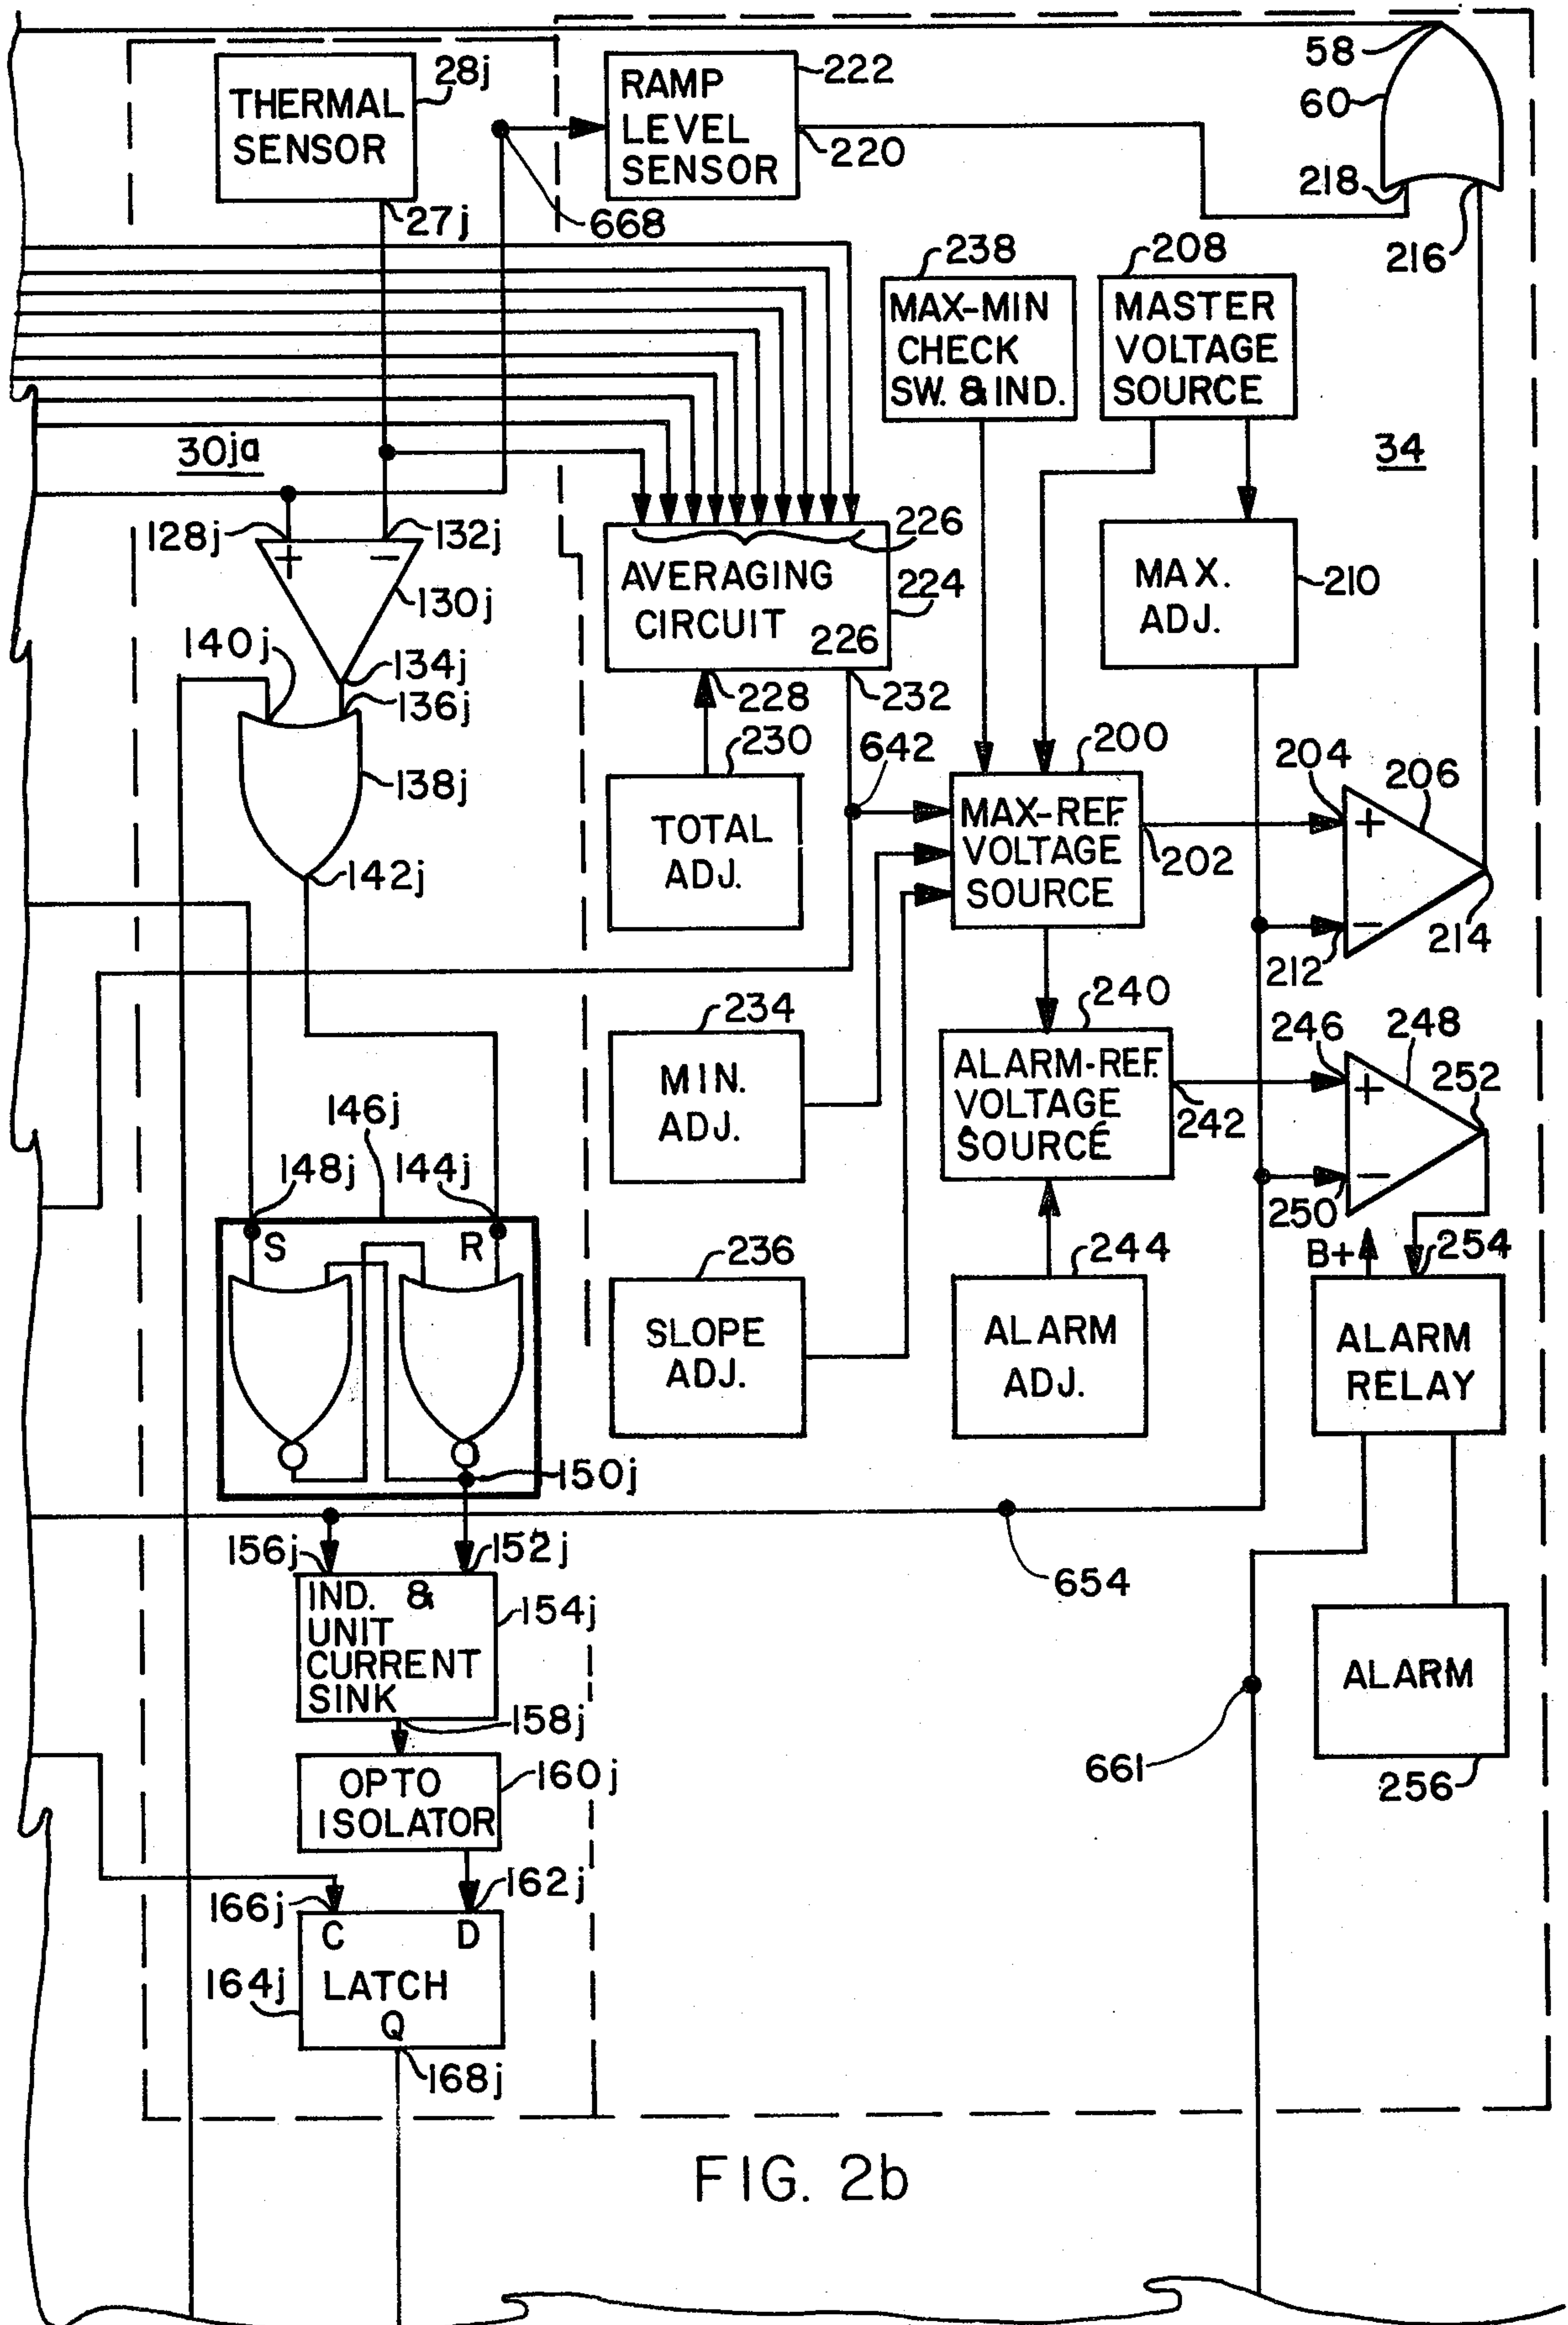 58
60
218
216
28j
THERMAL
SENSOR
27j
222
RAMP
LEVEL
SENSOR
220
668
238
MAX-MIN
CHECK
SW. & IND.
208
MASTER
VOLTAGE
SOURCE
34
30ja
128j
132j
+
−
130j
134j
136j
140j
138j
142j
226
AVERAGING
CIRCUIT
226
224
228
232
230
TOTAL
ADJ.
642
MAX.
ADJ.
210
200
MAX-REF.
VOLTAGE
SOURCE
202
204
206
+
−
212
214
234
MIN.
ADJ.
240
ALARM-REF.
VOLTAGE
SOURCE
242
246
248
252
+
−
250
B+
254
146j
148j
144j
S
R
150j
236
SLOPE
ADJ.
244
ALARM
ADJ.
ALARM
RELAY
156j
152j
IND. &
UNIT
CURRENT
SINK
154j
158j
654
OPTO
ISOLATOR
160j
661
ALARM
256
166j
162j
C D
LATCH
Q
164j
168j
FIG. 2b